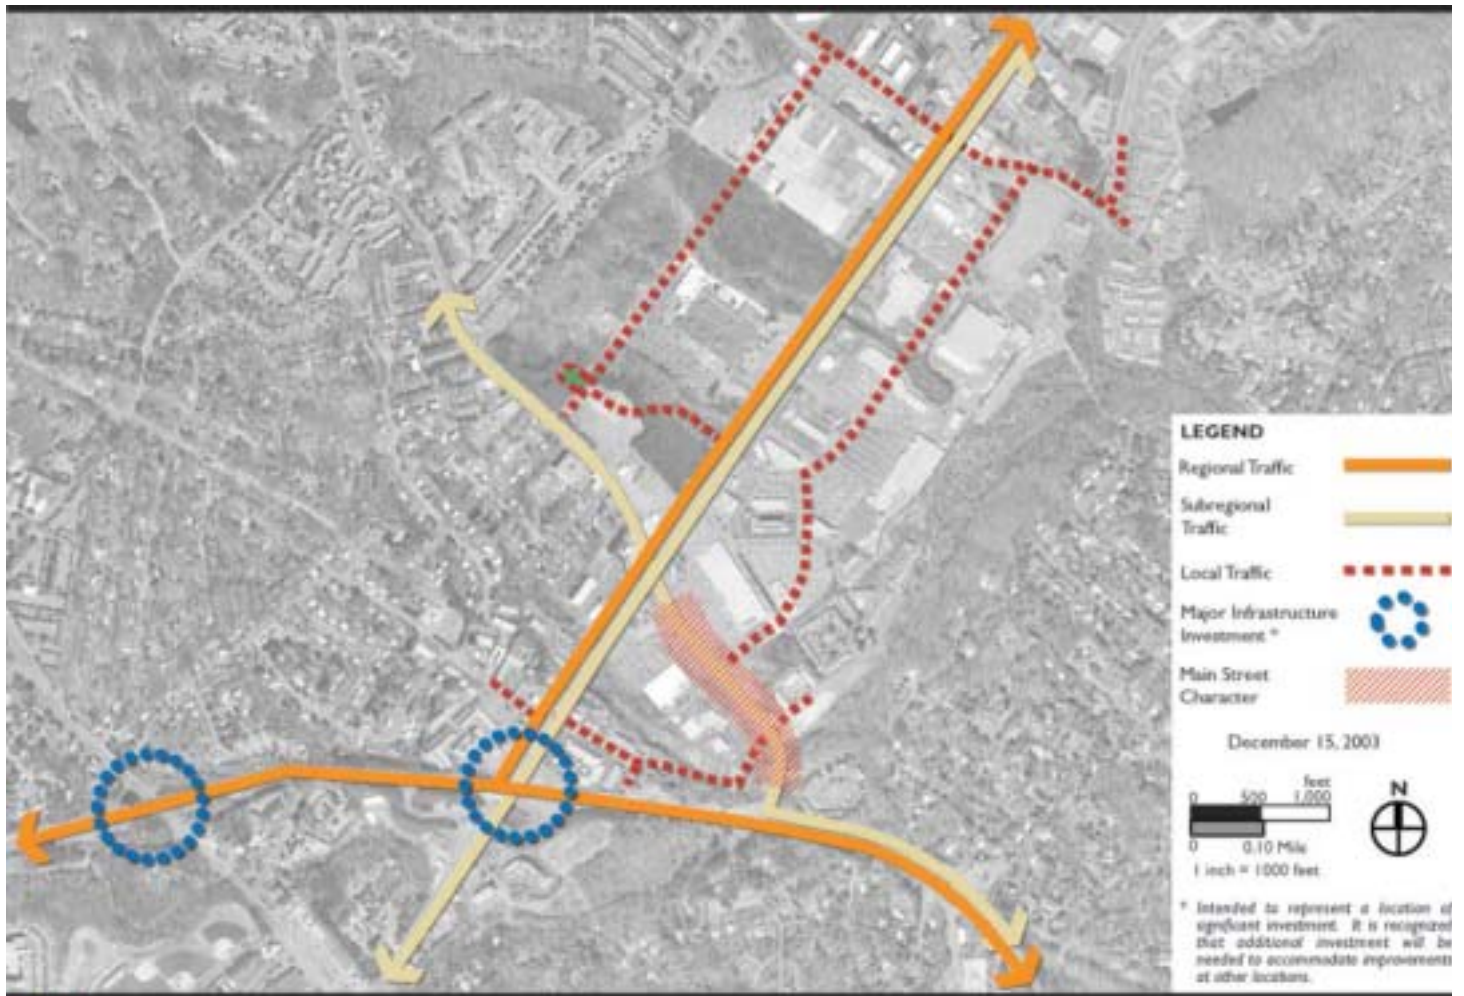 LEGEND
Regional Traffic
Subregional
Traffic
Local Traffic
Major Infrastructure
Investment *
Main Street
Character
December 15, 2003
feet
0 500 1,000
0 0.10 Mile
1 inch = 1000 feet
N
* Intended to represent a location of
significant investment. It is recognized
that additional investment will be
needed to accommodate improvements
at other locations.